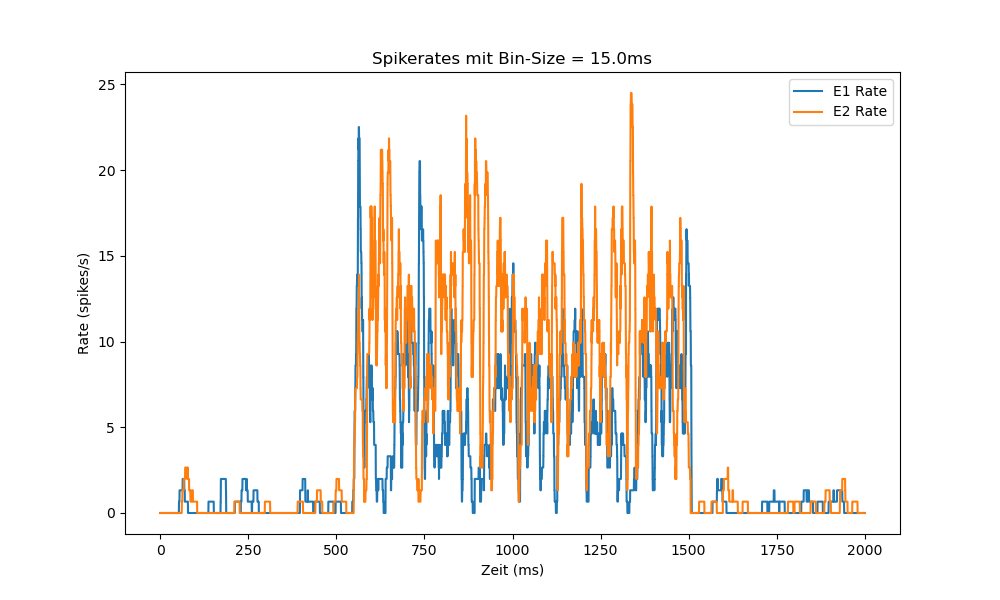 Spikerates mit Bin-Size = 15.0ms
E1 Rate
E2 Rate
25
20
15
10
5
0
Rate (spikes/s)
0 250 500 750 1000 1250 1500 1750 2000
Zeit (ms)